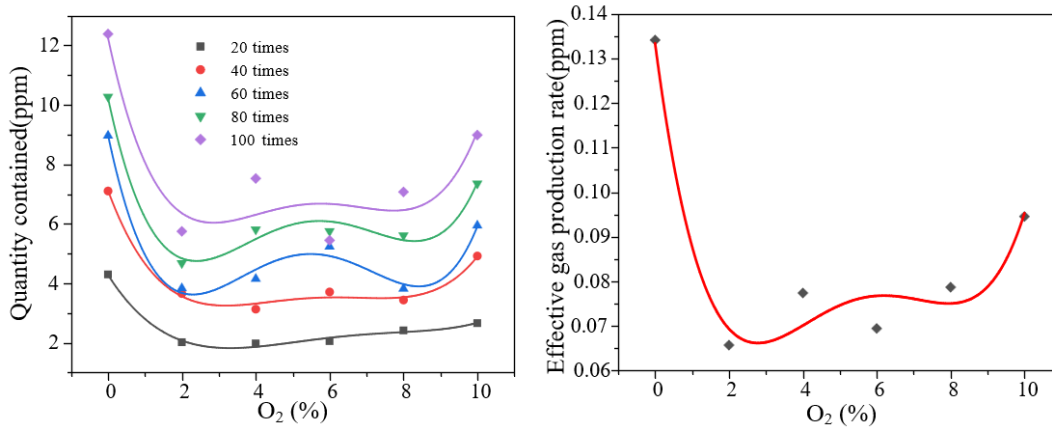 Quantity contained(ppm)
12
10
8
6
4
2
20 times
40 times
60 times
80 times
100 times
0 2 4 6 8 10
O₂ (%)
Effective gas production rate(ppm)
0.14
0.13
0.12
0.11
0.10
0.09
0.08
0.07
0.06
0 2 4 6 8 10
O₂ (%)